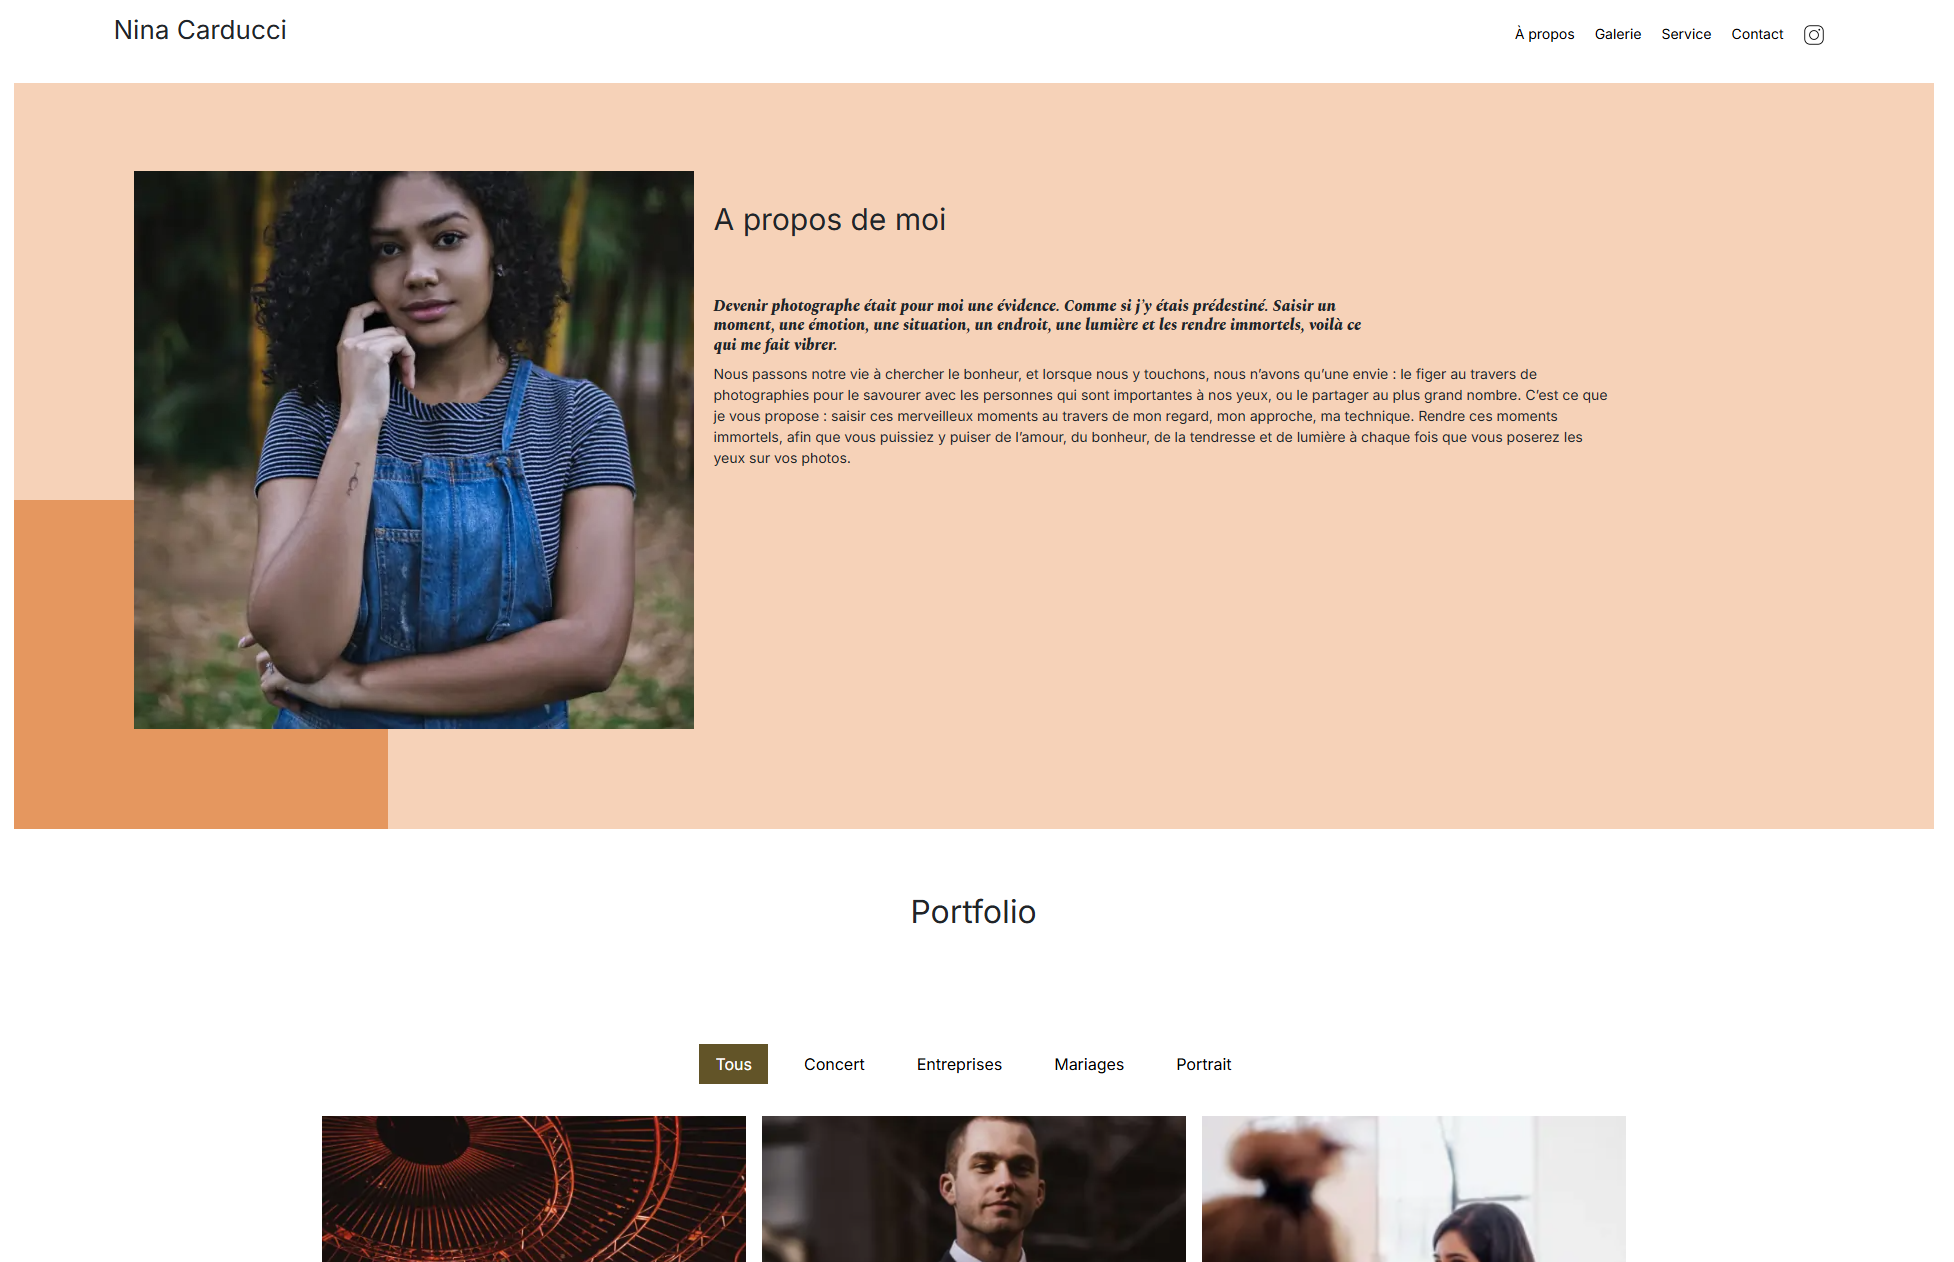 Nina Carducci
À propos Galerie Service Contact
A propos de moi
Devenir photographe était pour moi une évidence. Comme si j'y étais prédestiné. Saisir un
moment, une émotion, une situation, un endroit, une lumière et les rendre immortels, voilà ce
qui me fait vibrer.
Nous passons notre vie à chercher le bonheur, et lorsque nous y touchons, nous n’avons qu’une envie : le figer au travers de
photographies pour le savourer avec les personnes qui sont importantes à nos yeux, ou le partager au plus grand nombre. C’est ce que
je vous propose : saisir ces merveilleux moments au travers de mon regard, mon approche, ma technique. Rendre ces moments
immortels, afin que vous puissiez y puiser de l’amour, du bonheur, de la tendresse et de lumière à chaque fois que vous poserez les
yeux sur vos photos.
Portfolio
Tous Concert Entreprises Mariages Portrait